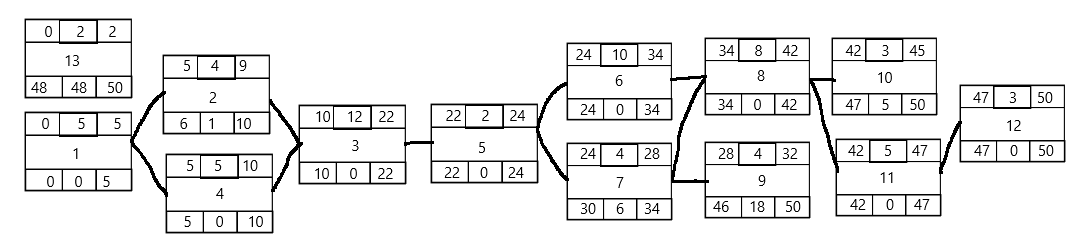 0 2 2
13
48 48 50
0 5 5
1
0 0 5
5 4 9
2
6 1 10
5 5 10
4
5 0 10
10 12 22
3
10 0 22
22 2 24
5
22 0 24
24 10 34
6
24 0 34
24 4 28
7
30 6 34
34 8 42
8
34 0 42
28 4 32
9
46 18 50
42 3 45
10
47 5 50
42 5 47
11
42 0 47
47 3 50
12
47 0 50